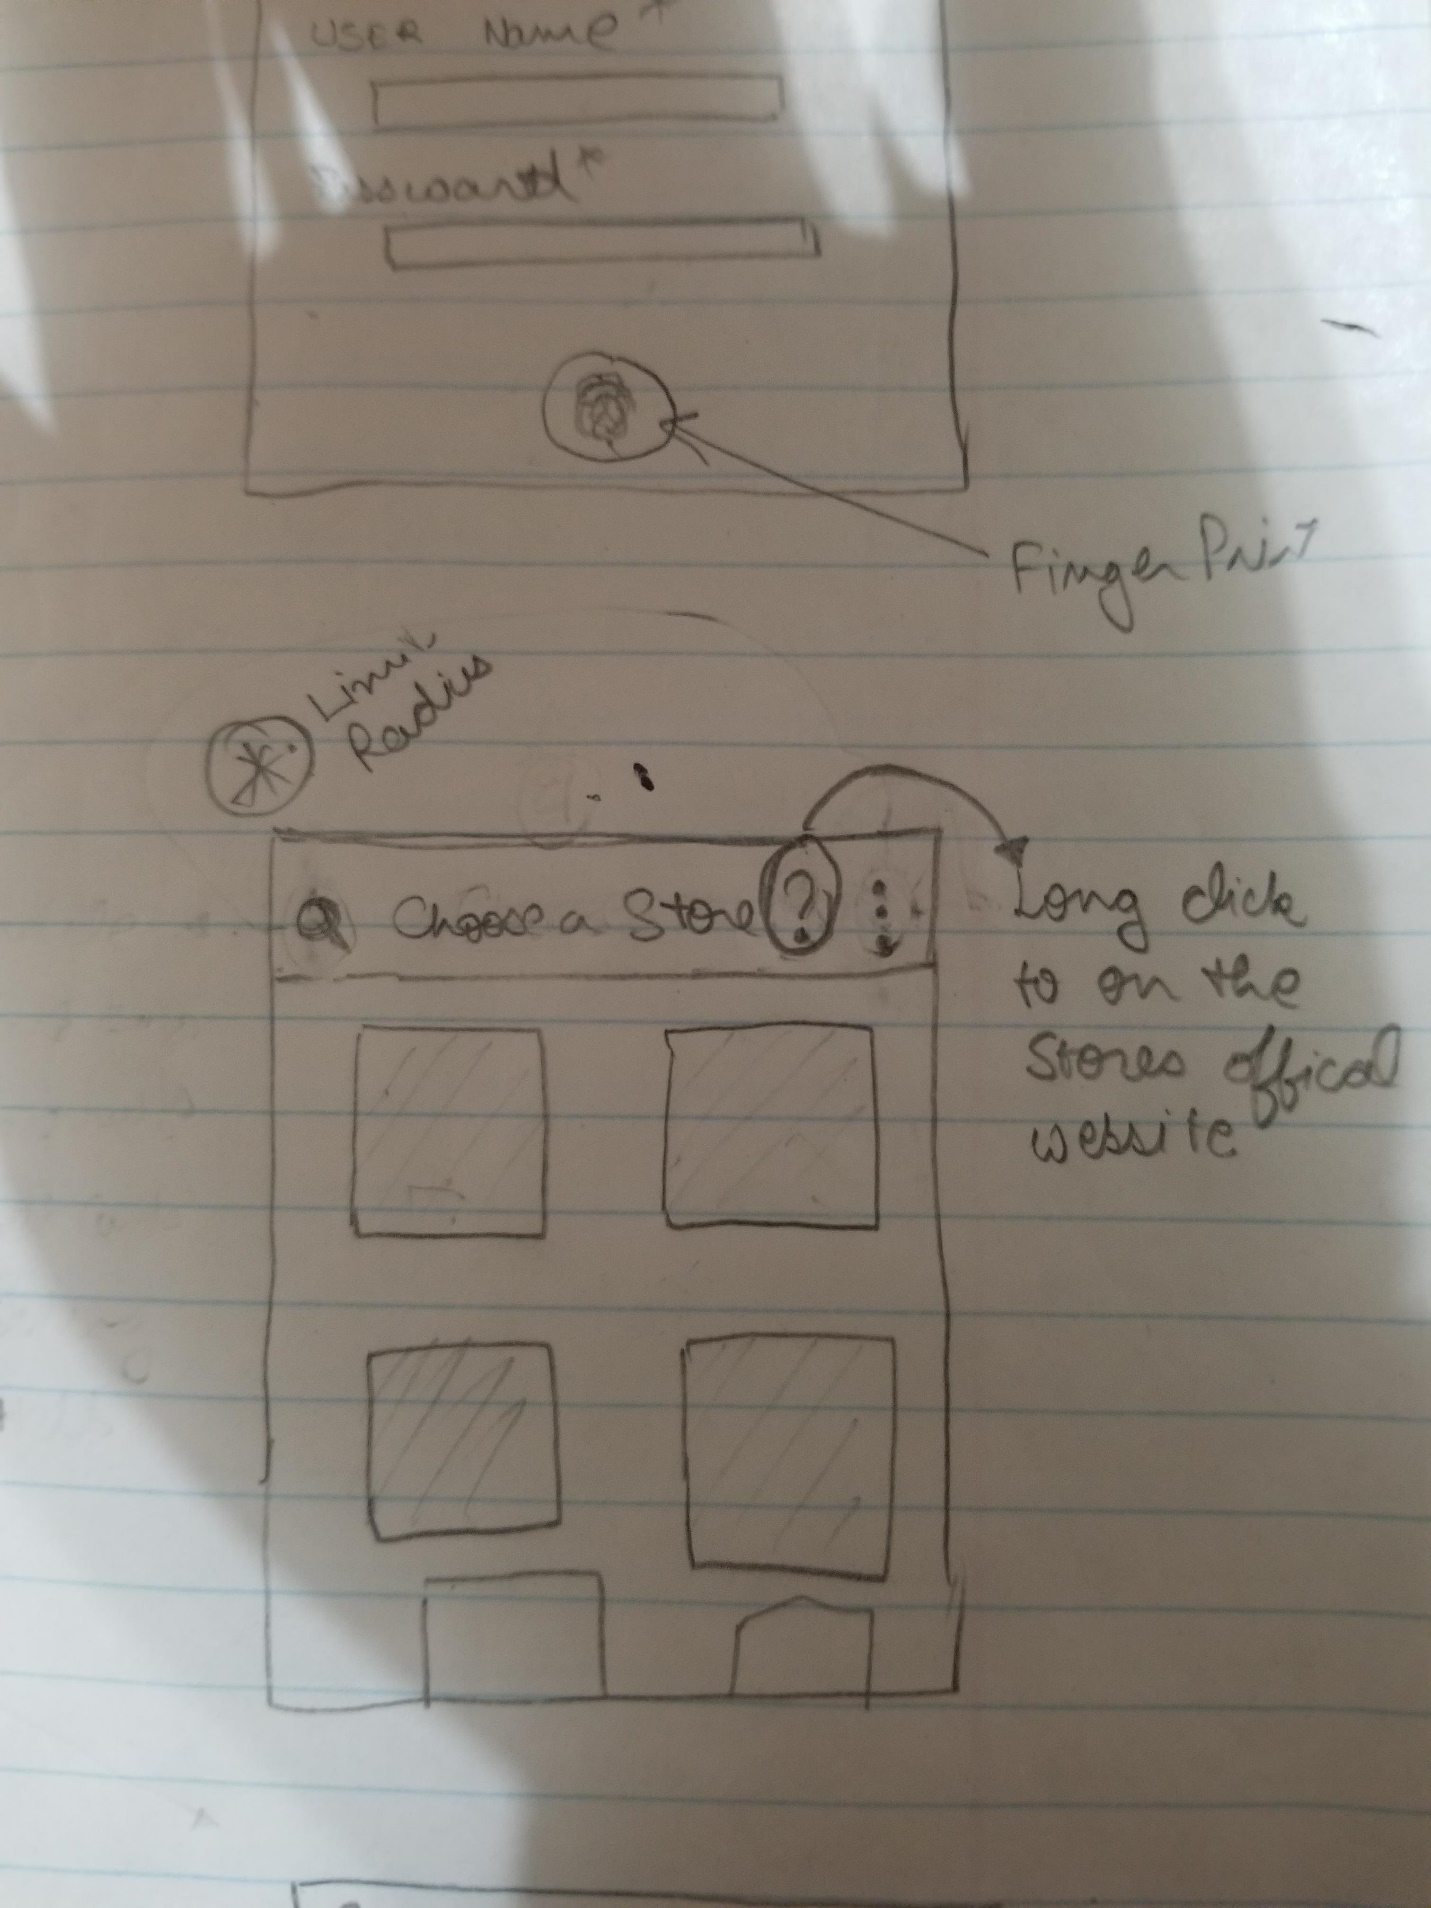 USER Name *
Password *
Finger Print
Limit
Radius
Choose a Store ?
Long click
to on the
Stores offical
website